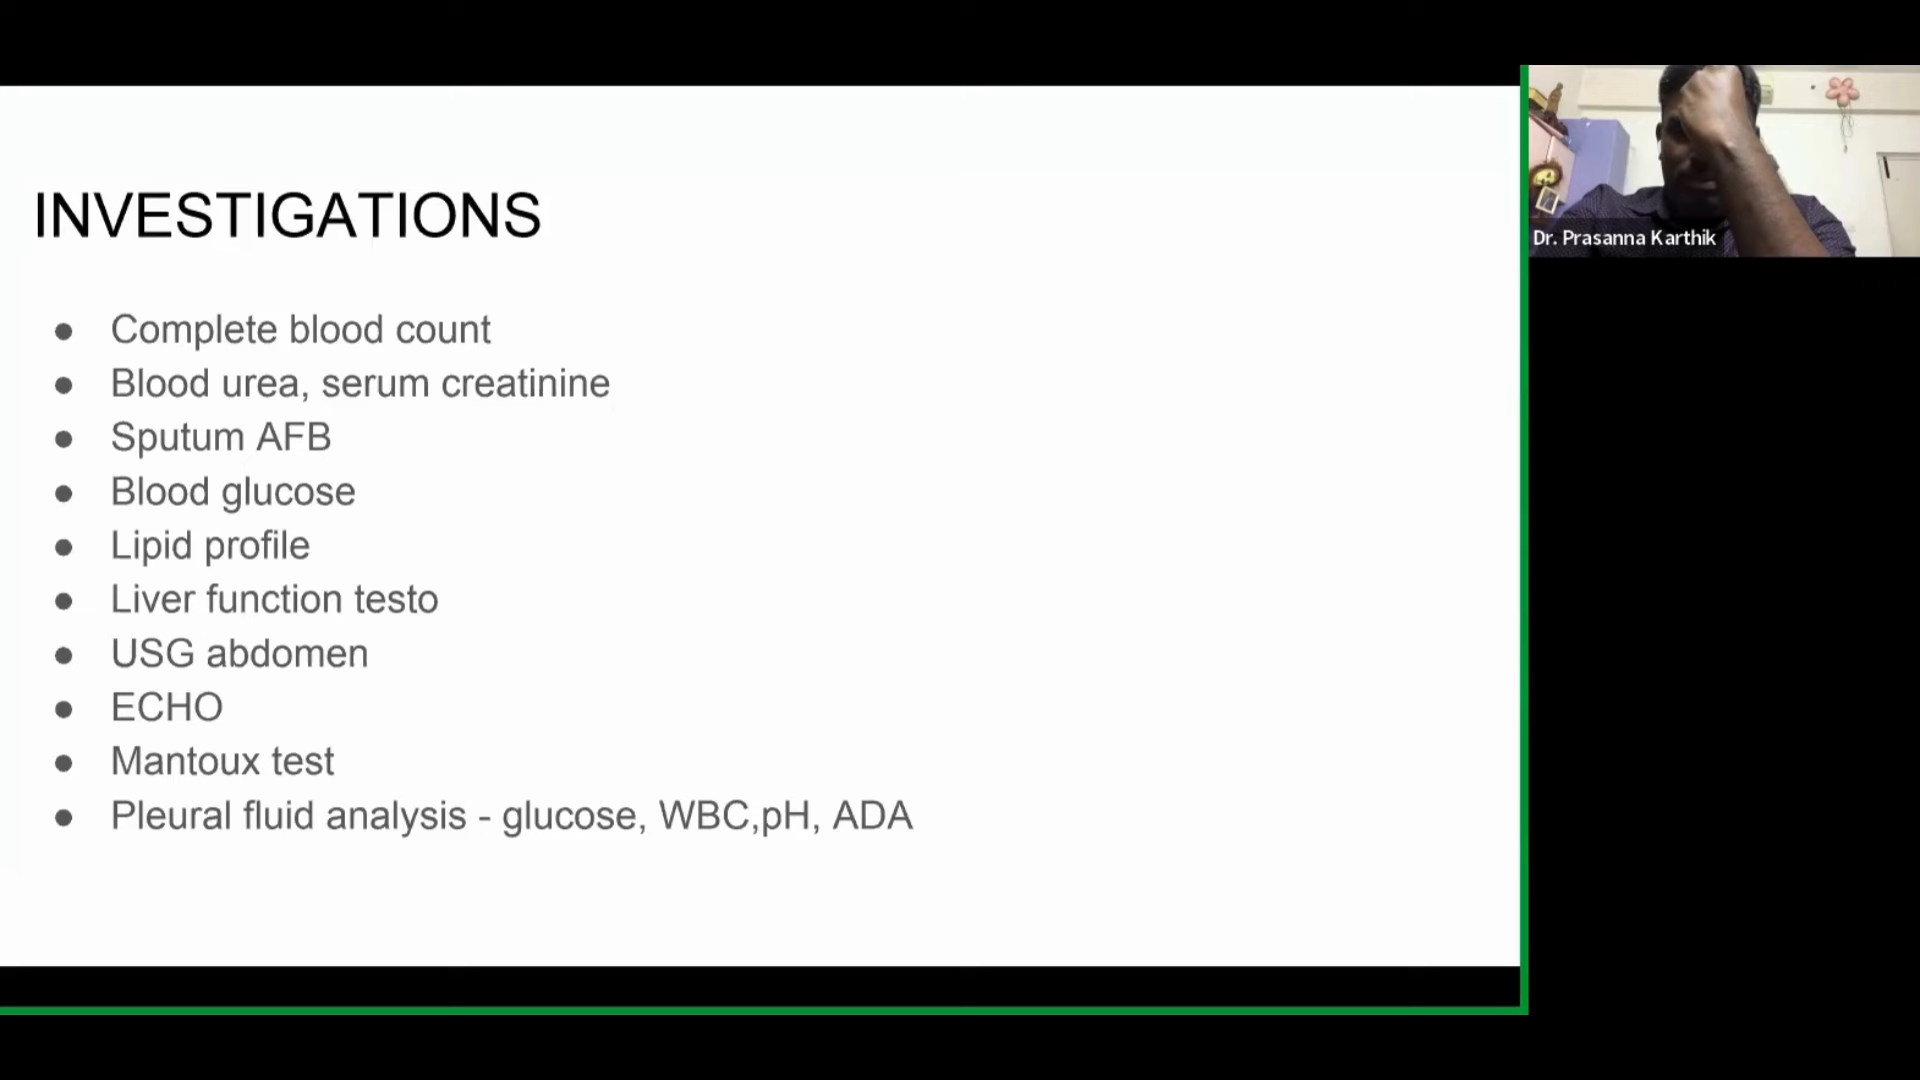 INVESTIGATIONS
● Complete blood count
● Blood urea, serum creatinine
● Sputum AFB
● Blood glucose
● Lipid profile
● Liver function testo
● USG abdomen
● ECHO
● Mantoux test
● Pleural fluid analysis - glucose, WBC,pH, ADA
Dr. Prasanna Karthik